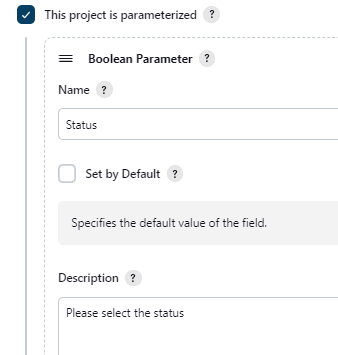 This project is parameterized ?
Boolean Parameter ?
Name ?
Status
Set by Default ?
Specifies the default value of the field.
Description ?
Please select the status